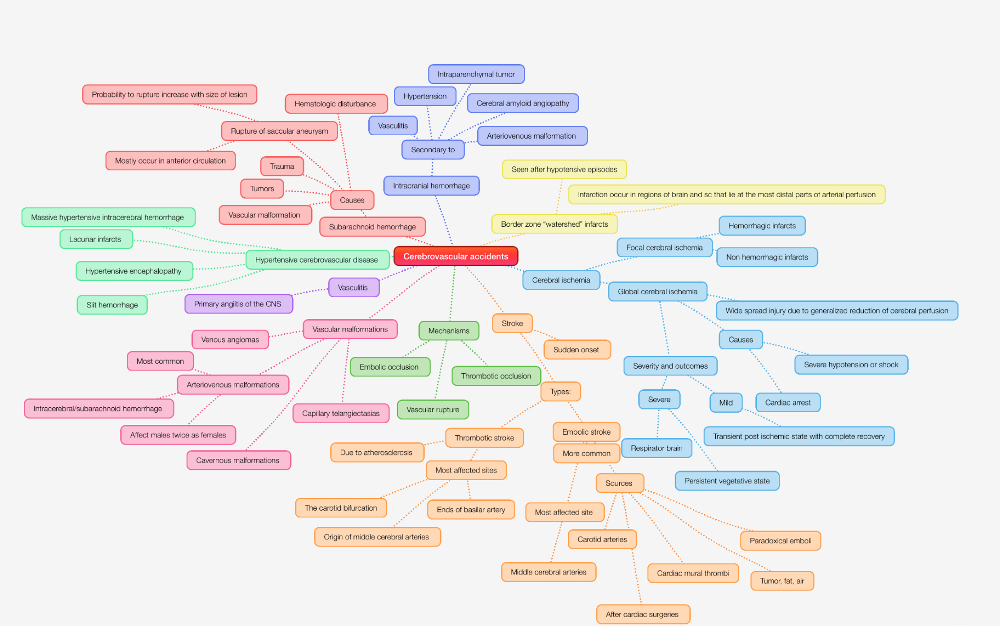 Intraparenchymal tumor
Probability to rupture increase with size of lesion
Hypertension
Hematologic disturbance
Cerebral amyloid angiopathy
Vasculitis
Rupture of saccular aneurysm
Arteriovenous malformation
Secondary to
Mostly occur in anterior circulation
Trauma
Seen after hypotensive episodes
Intracranial hemorrhage
Tumors
Infarction occur in regions of brain and sc that lie at the most distal parts of arterial perfusion
Causes
Vascular malformation
Massive hypertensive intracerebral hemorrhage
Border zone “watershed” infarcts
Hemorrhagic infarcts
Subarachnoid hemorrhage
Lacunar infarcts
Focal cerebral ischemia
Cerebrovascular accidents
Non hemorrhagic infarcts
Hypertensive cerebrovascular disease
Hypertensive encephalopathy
Cerebral ischemia
Vasculitis
Global cerebral ischemia
Primary angiitis of the CNS
Slit hemorrhage
Wide spread injury due to generalized reduction of cerebral perfusion
Stroke
Vascular malformations
Mechanisms
Venous angiomas
Causes
Sudden onset
Most common
Severe hypotension or shock
Severity and outcomes
Embolic occlusion
Thrombotic occlusion
Arteriovenous malformations
Types:
Severe
Mild
Cardiac arrest
Intracerebral/subarachnoid hemorrhage
Vascular rupture
Capillary telangiectasias
Embolic stroke
Affect males twice as females
Transient post ischemic state with complete recovery
Thrombotic stroke
Respirator brain
Due to atherosclerosis
More common
Cavernous malformations
Most affected sites
Persistent vegetative state
Sources
The carotid bifurcation
Ends of basilar artery
Most affected site
Origin of middle cerebral arteries
Carotid arteries
Paradoxical emboli
Middle cerebral arteries
Cardiac mural thrombi
Tumor, fat, air
After cardiac surgeries